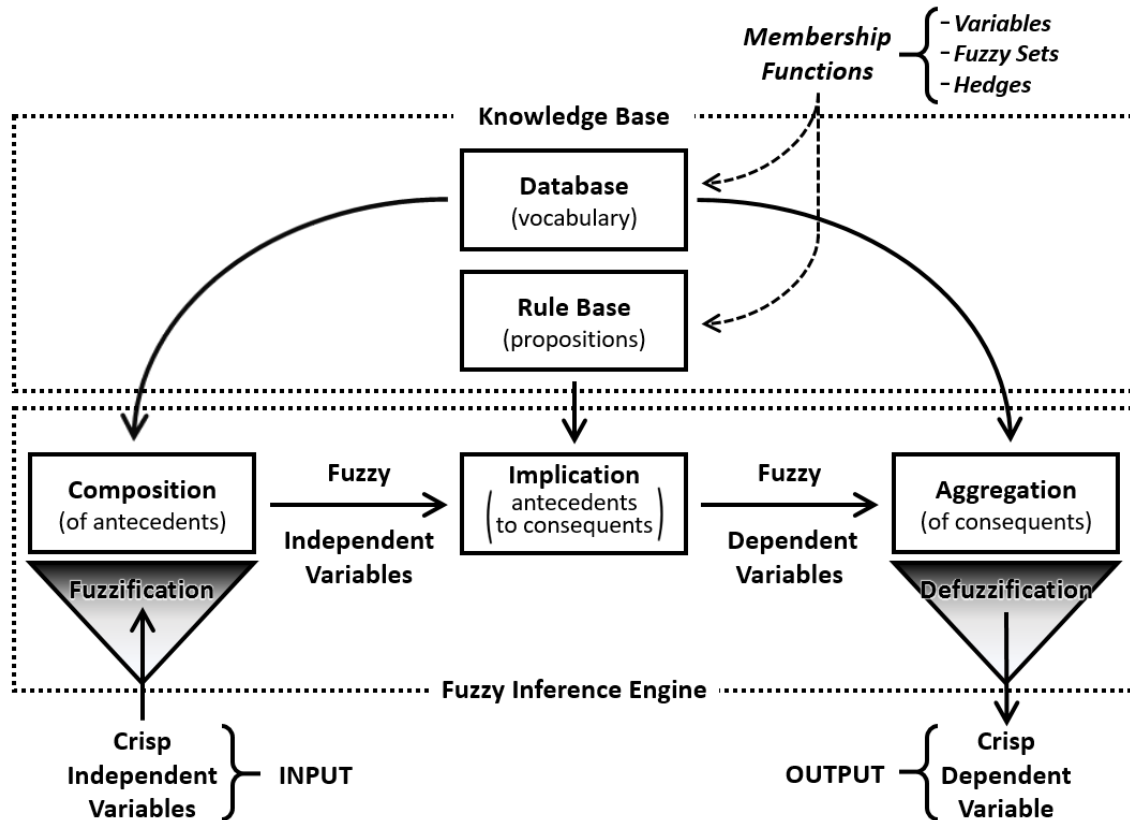 Membership
Functions
- Variables
- Fuzzy Sets
- Hedges
Knowledge Base
Database
(vocabulary)
Rule Base
(propositions)
Composition
(of antecedents)
Fuzzy
Independent
Variables
Implication
(antecedents
to consequents)
Fuzzy
Dependent
Variables
Aggregation
(of consequents)
Fuzzification
Defuzzification
Fuzzy Inference Engine
Crisp
Independent
Variables
INPUT
OUTPUT
Crisp
Dependent
Variable